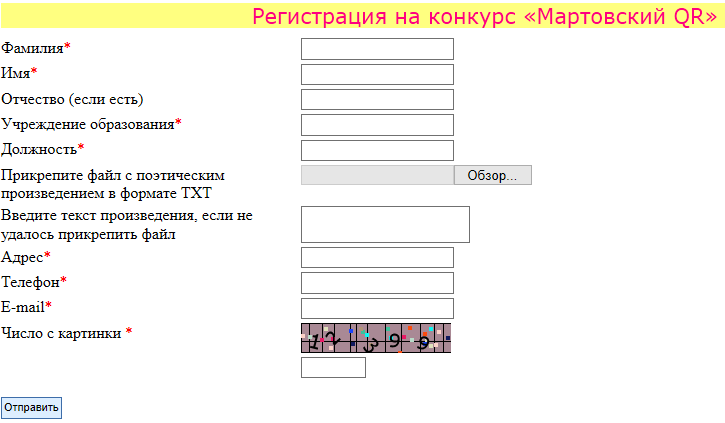 Регистрация на конкурс «Мартовский QR»
Фамилия*
Имя*
Отчество (если есть)
Учреждение образования*
Должность*
Прикрепите файл с поэтическим
произведением в формате TXT
Обзор...
Введите текст произведения, если не
удалось прикрепить файл
Адрес*
Телефон*
E-mail*
Число с картинки *
12399
Отправить